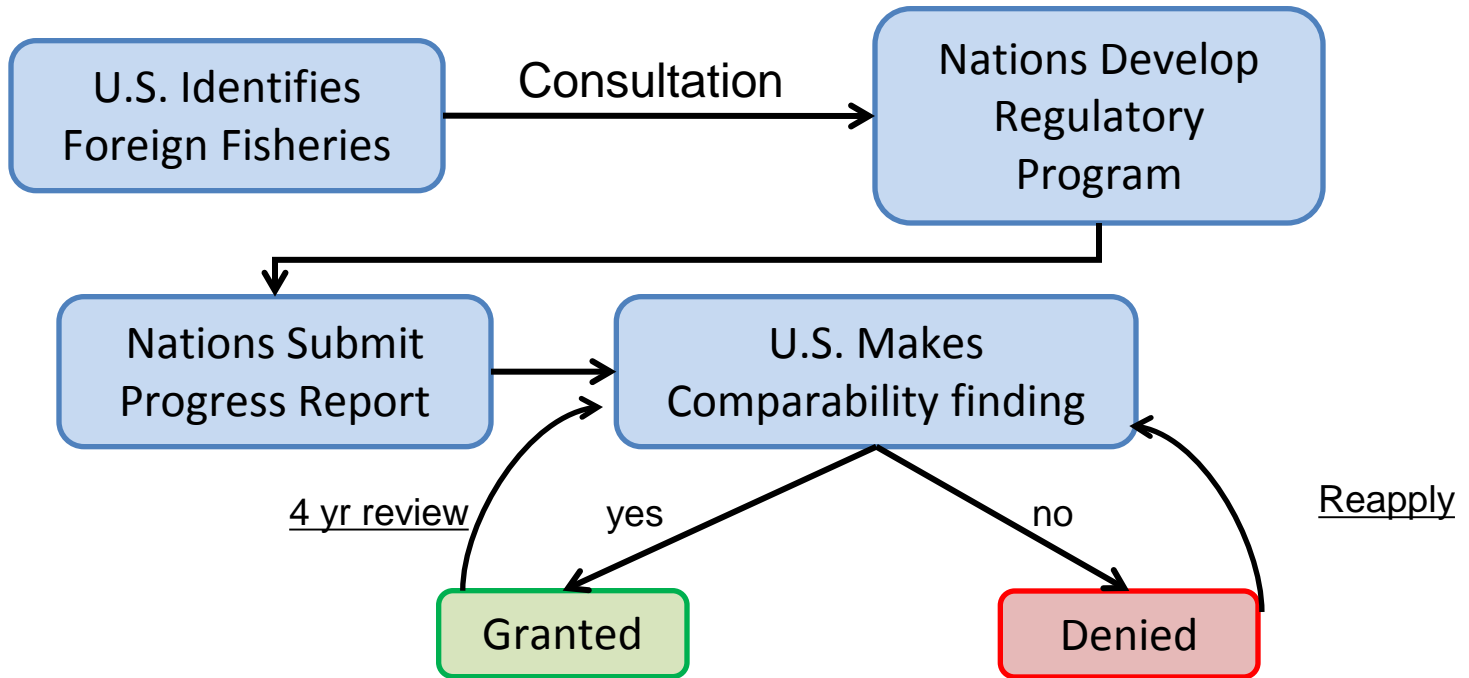 U.S. Identifies
Foreign Fisheries
Consultation
Nations Develop
Regulatory
Program
Nations Submit
Progress Report
U.S. Makes
Comparability finding
4 yr review
yes
no
Reapply
Granted
Denied